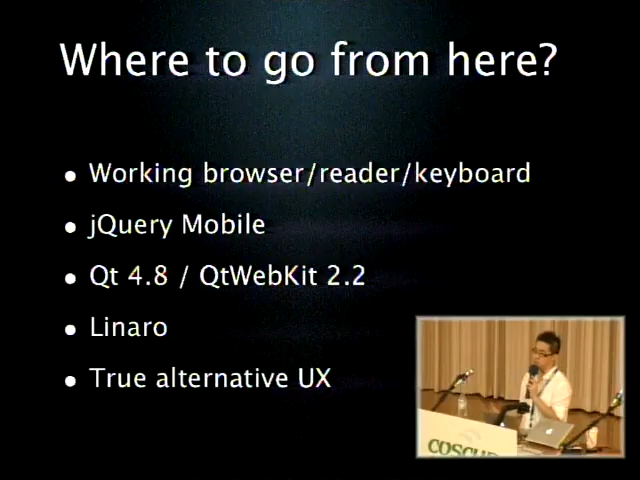 Where to go from here?
Working browser/reader/keyboard
jQuery Mobile
Qt 4.8 / QtWebKit 2.2
Linaro
True alternative UX